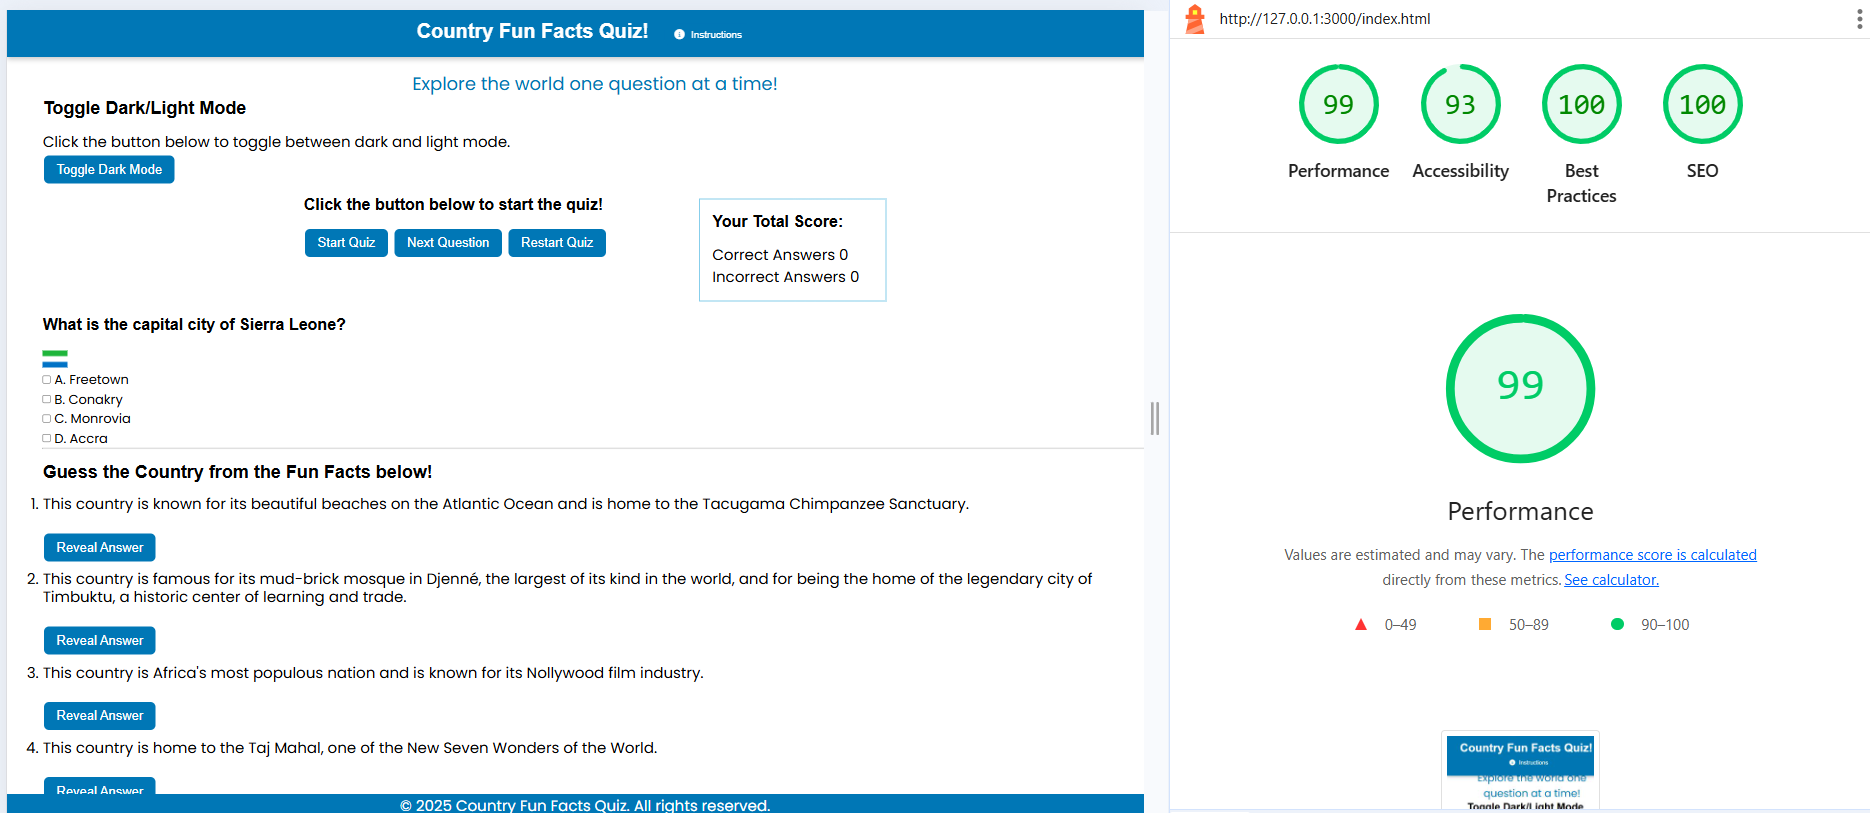 Country Fun Facts Quiz!
Instructions
Explore the world one question at a time!
Toggle Dark/Light Mode
Click the button below to toggle between dark and light mode.
Toggle Dark Mode
Click the button below to start the quiz!
Start Quiz
Next Question
Restart Quiz
Your Total Score:
Correct Answers 0
Incorrect Answers 0
What is the capital city of Sierra Leone?
A. Freetown
B. Conakry
C. Monrovia
D. Accra
Guess the Country from the Fun Facts below!
1. This country is known for its beautiful beaches on the Atlantic Ocean and is home to the Tacugama Chimpanzee Sanctuary.
Reveal Answer
2. This country is famous for its mud-brick mosque in Djenné, the largest of its kind in the world, and for being the home of the legendary city of
Timbuktu, a historic center of learning and trade.
Reveal Answer
3. This country is Africa's most populous nation and is known for its Nollywood film industry.
Reveal Answer
4. This country is home to the Taj Mahal, one of the New Seven Wonders of the World.
Reveal Answer
© 2025 Country Fun Facts Quiz. All rights reserved.
http://127.0.0.1:3000/index.html
99
93
100
100
Performance
Accessibility
Best
Practices
SEO
99
Performance
Values are estimated and may vary. The performance score is calculated
directly from these metrics. See calculator.
0–49
50–89
90–100
Country Fun Facts Quiz!
Instructions
Explore the world one
question at a time!
Toggle Dark/Light Mode